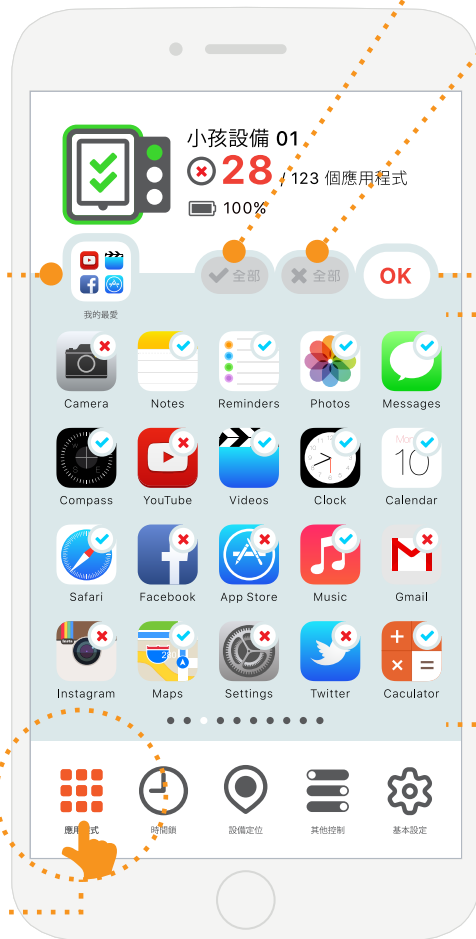 小孩設備 01
28 / 123 個應用程式
100%
全部 全部 OK
我的最愛
Camera Notes Reminders Photos Messages
Mon
10
Compass YouTube Videos Clock Calendar
Safari Facebook App Store Music Gmail
Instagram Maps Settings Twitter Caculator
應用程式 時間鎖 設備定位 其他控制 基本設定